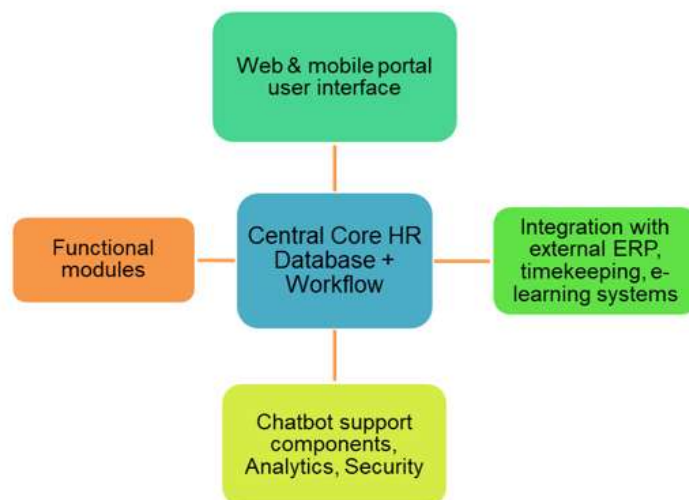 Web & mobile portal
user interface
Functional
modules
Central Core HR
Database +
Workflow
Integration with
external ERP,
timekeeping, e-
learning systems
Chatbot support
components,
Analytics, Security